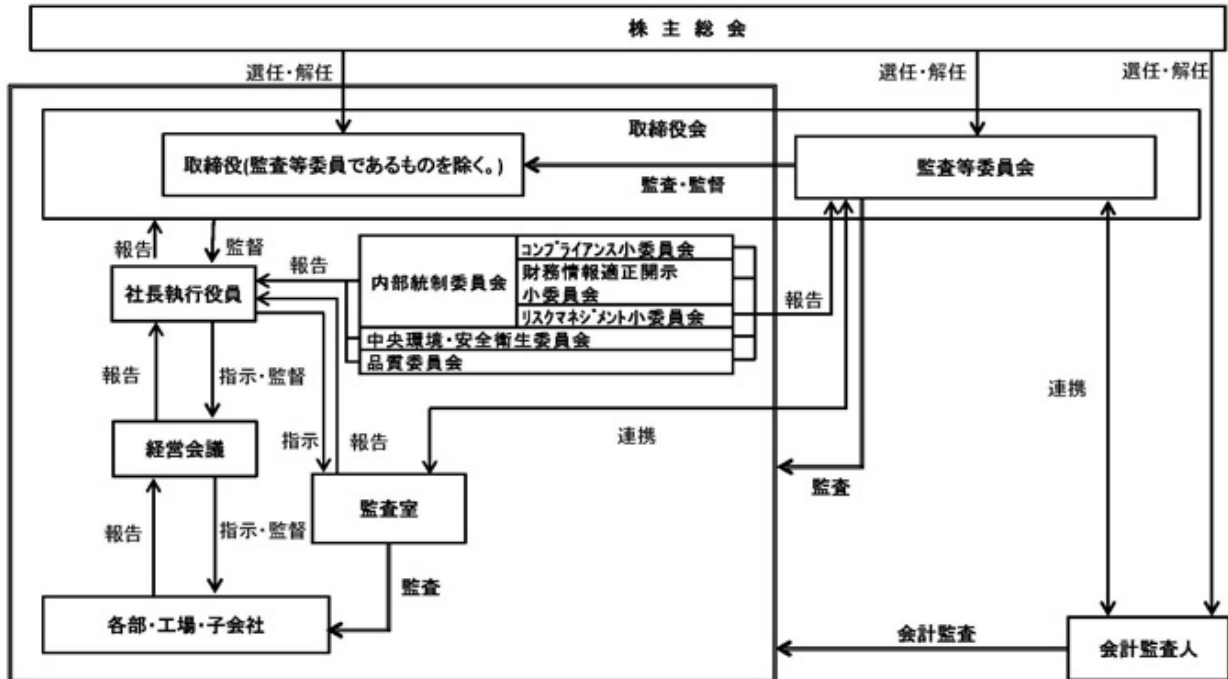 株主総会
選任・解任
選任・解任
選任・解任
取締役会
取締役(監査等委員であるものを除く。)
監査等委員会
監査・監督
報告
監督
報告
社長執行役員
内部統制委員会
コンプライアンス小委員会
財務情報適正開示
小委員会
リスクマネジメント小委員会
中央環境・安全衛生委員会
品質委員会
報告
報告
指示・監督
指示
報告
連携
連携
経営会議
監査室
監査
報告
指示・監督
監査
各部・工場・子会社
会計監査
会計監査人